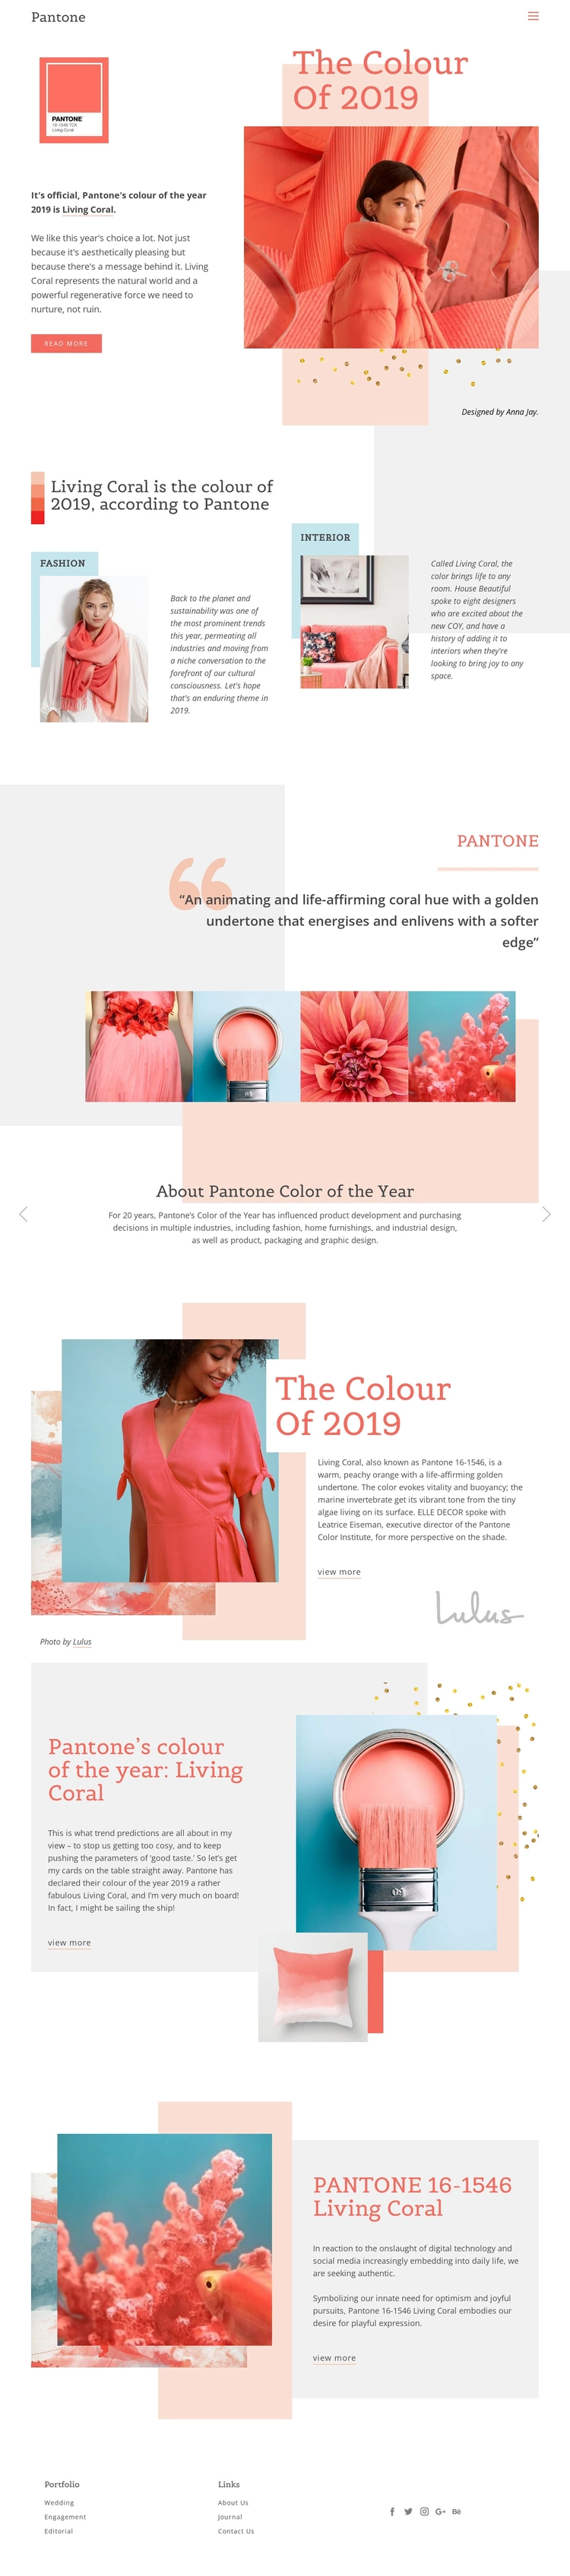 Pantone
The Colour
Of 2019
PANTONE
16-1546 TCX
Living Coral
It's official, Pantone's colour of the year
2019 is Living Coral.
We like this year's choice a lot. Not just
because it's aesthetically pleasing but
because there's a message behind it. Living
Coral represents the natural world and a
powerful regenerative force we need to
nurture, not ruin.
READ MORE
Designed by Anna Jay.
Living Coral is the colour of
2019, according to Pantone
FASHION
Back to the planet and
sustainability was one of
the most prominent trends
this year, permeating all
industries and moving from
a niche conversation to the
forefront of our cultural
consciousness. Let's hope
that's an enduring theme in
2019.
INTERIOR
Called Living Coral, the
color brings life to any
room. House Beautiful
spoke to eight designers
who are excited about the
new COY, and have a
history of adding it to
interiors when they're
looking to bring joy to any
space.
PANTONE
“An animating and life-affirming coral hue with a golden
undertone that energises and enlivens with a softer
edge”
About Pantone Color of the Year
For 20 years, Pantone’s Color of the Year has influenced product development and purchasing
decisions in multiple industries, including fashion, home furnishings, and industrial design,
as well as product, packaging and graphic design.
The Colour
Of 2019
Living Coral, also known as Pantone 16-1546, is a
warm, peachy orange with a life-affirming golden
undertone. The color evokes vitality and buoyancy; the
marine invertebrate get its vibrant tone from the tiny
algae living on its surface. ELLE DECOR spoke with
Leatrice Eiseman, executive director of the Pantone
Color Institute, for more perspective on the shade.
view more
Lulus
Photo by Lulus
Pantone’s colour
of the year: Living
Coral
This is what trend predictions are all about in my
view – to stop us getting too cosy, and to keep
pushing the parameters of ‘good taste.’ So let’s get
my cards on the table straight away. Pantone has
declared their colour of the year 2019 a rather
fabulous Living Coral, and I’m very much on board!
In fact, I might be sailing the ship!
view more
PANTONE 16-1546
Living Coral
In reaction to the onslaught of digital technology and
social media increasingly embedding into daily life, we
are seeking authentic.
Symbolizing our innate need for optimism and joyful
pursuits, Pantone 16-1546 Living Coral embodies our
desire for playful expression.
view more
Portfolio
Wedding
Engagement
Editorial
Links
About Us
Journal
Contact Us